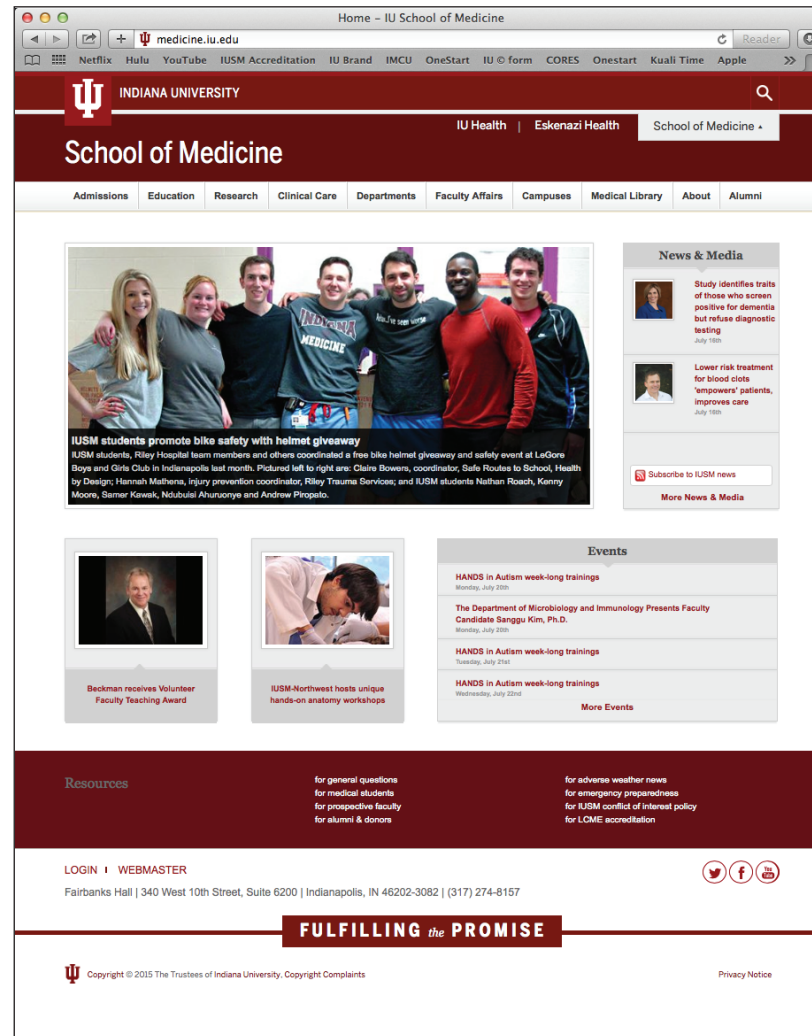 Home – IU School of Medicine
medicine.iu.edu
Reader
Netflix Hulu YouTube IUSM Accreditation IU Brand IMCU OneStart IU © form CORES Onestart Kuali Time Apple >>
INDIANA UNIVERSITY
IU Health | Eskenazi Health School of Medicine
School of Medicine
Admissions Education Research Clinical Care Departments Faculty Affairs Campuses Medical Library About Alumni
INDIANA
MEDICINE
IUSM students promote bike safety with helmet giveaway
IUSM students, Riley Hospital team members and others coordinated a free bike helmet giveaway and safety event at LeGore
Boys and Girls Club in Indianapolis last month. Pictured left to right are: Claire Bowers, coordinator, Safe Routes to School, Health
by Design; Hannah Mathena, injury prevention coordinator, Riley Trauma Services; and IUSM students Nathan Roach, Kenny
Moore, Samer Kawak, Ndubuisi Ahuruonye and Andrew Piropato.
News & Media
Study identifies traits
of those who screen
positive for dementia
but refuse diagnostic
testing
July 16th
Lower risk treatment
for blood clots
'empowers' patients,
improves care
July 16th
Subscribe to IUSM news
More News & Media
Beckman receives Volunteer
Faculty Teaching Award
IUSM-Northwest hosts unique
hands-on anatomy workshops
Events
HANDS in Autism week-long trainings
Monday, July 20th
The Department of Microbiology and Immunology Presents Faculty
Candidate Sanggu Kim, Ph.D.
Monday, July 20th
HANDS in Autism week-long trainings
Tuesday, July 21st
HANDS in Autism week-long trainings
Wednesday, July 22nd
More Events
Resources
for general questions
for medical students
for prospective faculty
for alumni & donors
for adverse weather news
for emergency preparedness
for IUSM conflict of interest policy
for LCME accreditation
LOGIN | WEBMASTER
Fairbanks Hall | 340 West 10th Street, Suite 6200 | Indianapolis, IN 46202-3082 | (317) 274-8157
You Tube
FULFILLING the PROMISE
Copyright © 2015 The Trustees of Indiana University, Copyright Complaints
Privacy Notice